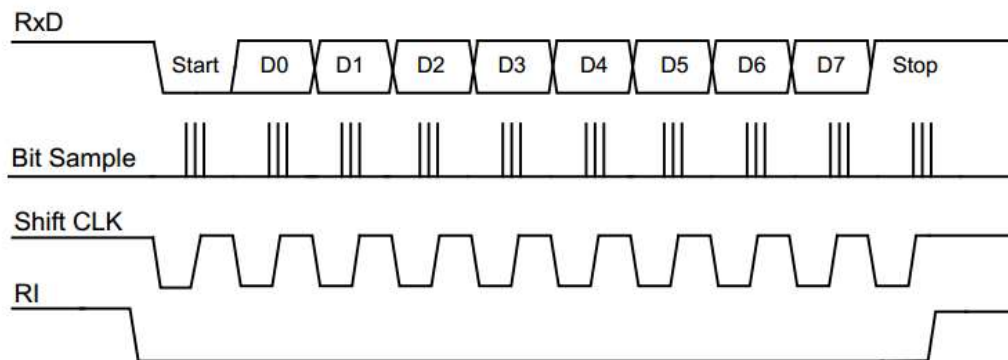 RxD
Start D0 D1 D2 D3 D4 D5 D6 D7 Stop
Bit Sample
Shift CLK
RI